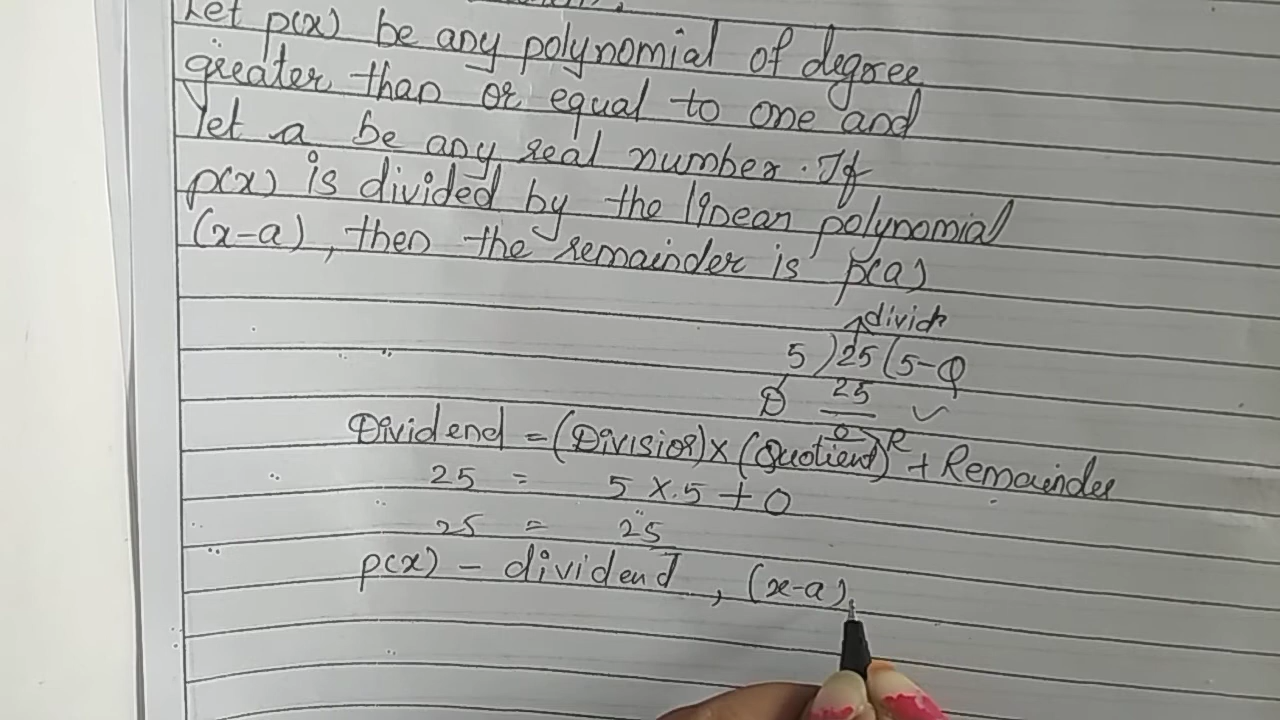 Let p(x) be any polynomial of degree
greater than or equal to one and
let a be any real number. If
p(x) is divided by the linear polynomial
(x-a), then the remainder is p(a)
divid
5)25(5-Q
D 25
0 R
Dividend = (Divisior)×(Quotient) + Remainder
25 = 5×5+0
25 = 25
p(x) - dividend, (x-a)